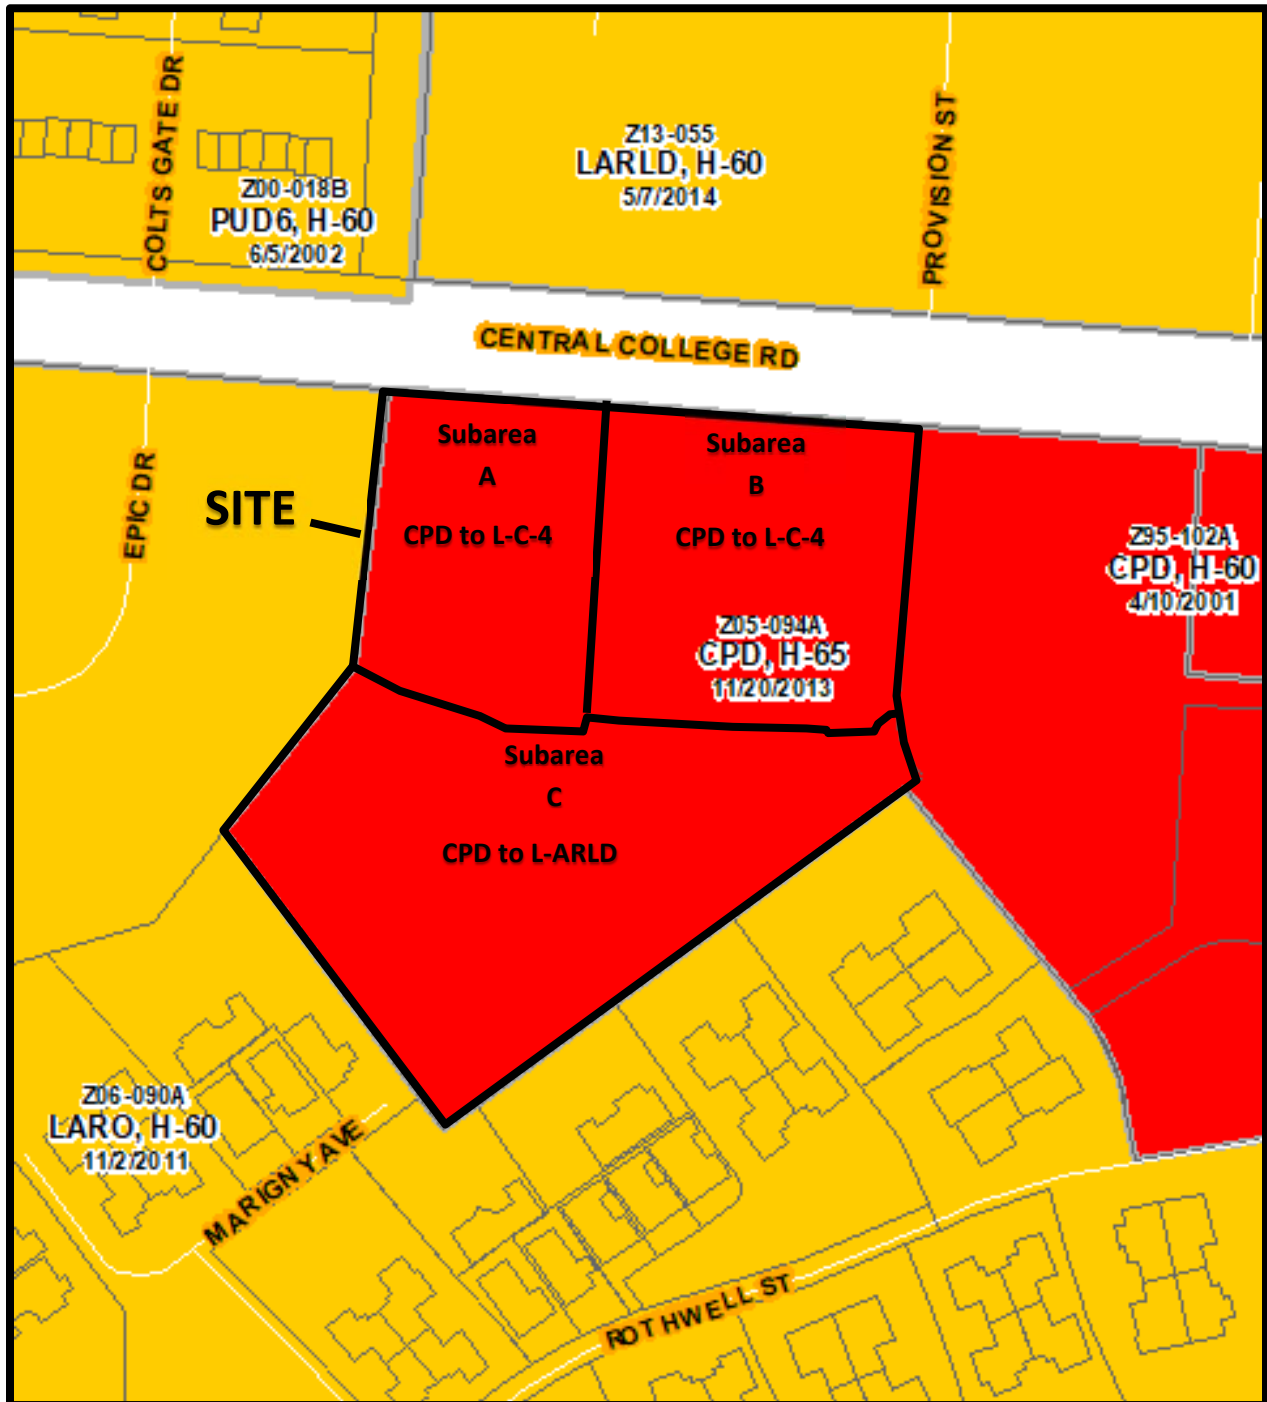 COLTS GATE DR
Z00-018B
PUD6, H-60
6/5/2002
Z13-055
LARLD, H-60
5/7/2014
PROVISION ST
CENTRAL COLLEGE RD
EPIC DR
SITE
Subarea
A
CPD to L-C-4
Subarea
B
CPD to L-C-4
Z05-094A
CPD, H-65
11/20/2013
Z95-102A
CPD, H-60
4/10/2001
Subarea
C
CPD to L-ARLD
Z06-090A
LARO, H-60
11/2/2011
MARIGNY AVE
ROTHWELL ST